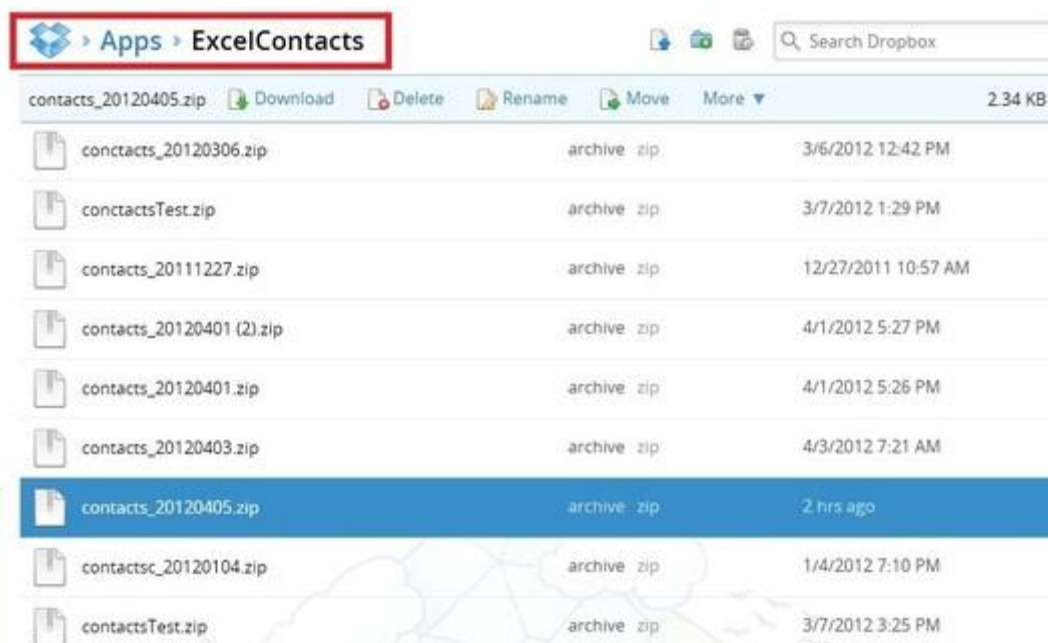 › Apps › ExcelContacts
Search Dropbox
contacts_20120405.zip Download Delete Rename Move More ▼ 2.34 KB
conctacts_20120306.zip archive zip 3/6/2012 12:42 PM
conctactsTest.zip archive zip 3/7/2012 1:29 PM
contacts_20111227.zip archive zip 12/27/2011 10:57 AM
contacts_20120401 (2).zip archive zip 4/1/2012 5:27 PM
contacts_20120401.zip archive zip 4/1/2012 5:26 PM
contacts_20120403.zip archive zip 4/3/2012 7:21 AM
contacts_20120405.zip archive zip 2 hrs ago
contactsc_20120104.zip archive zip 1/4/2012 7:10 PM
contactsTest.zip archive zip 3/7/2012 3:25 PM